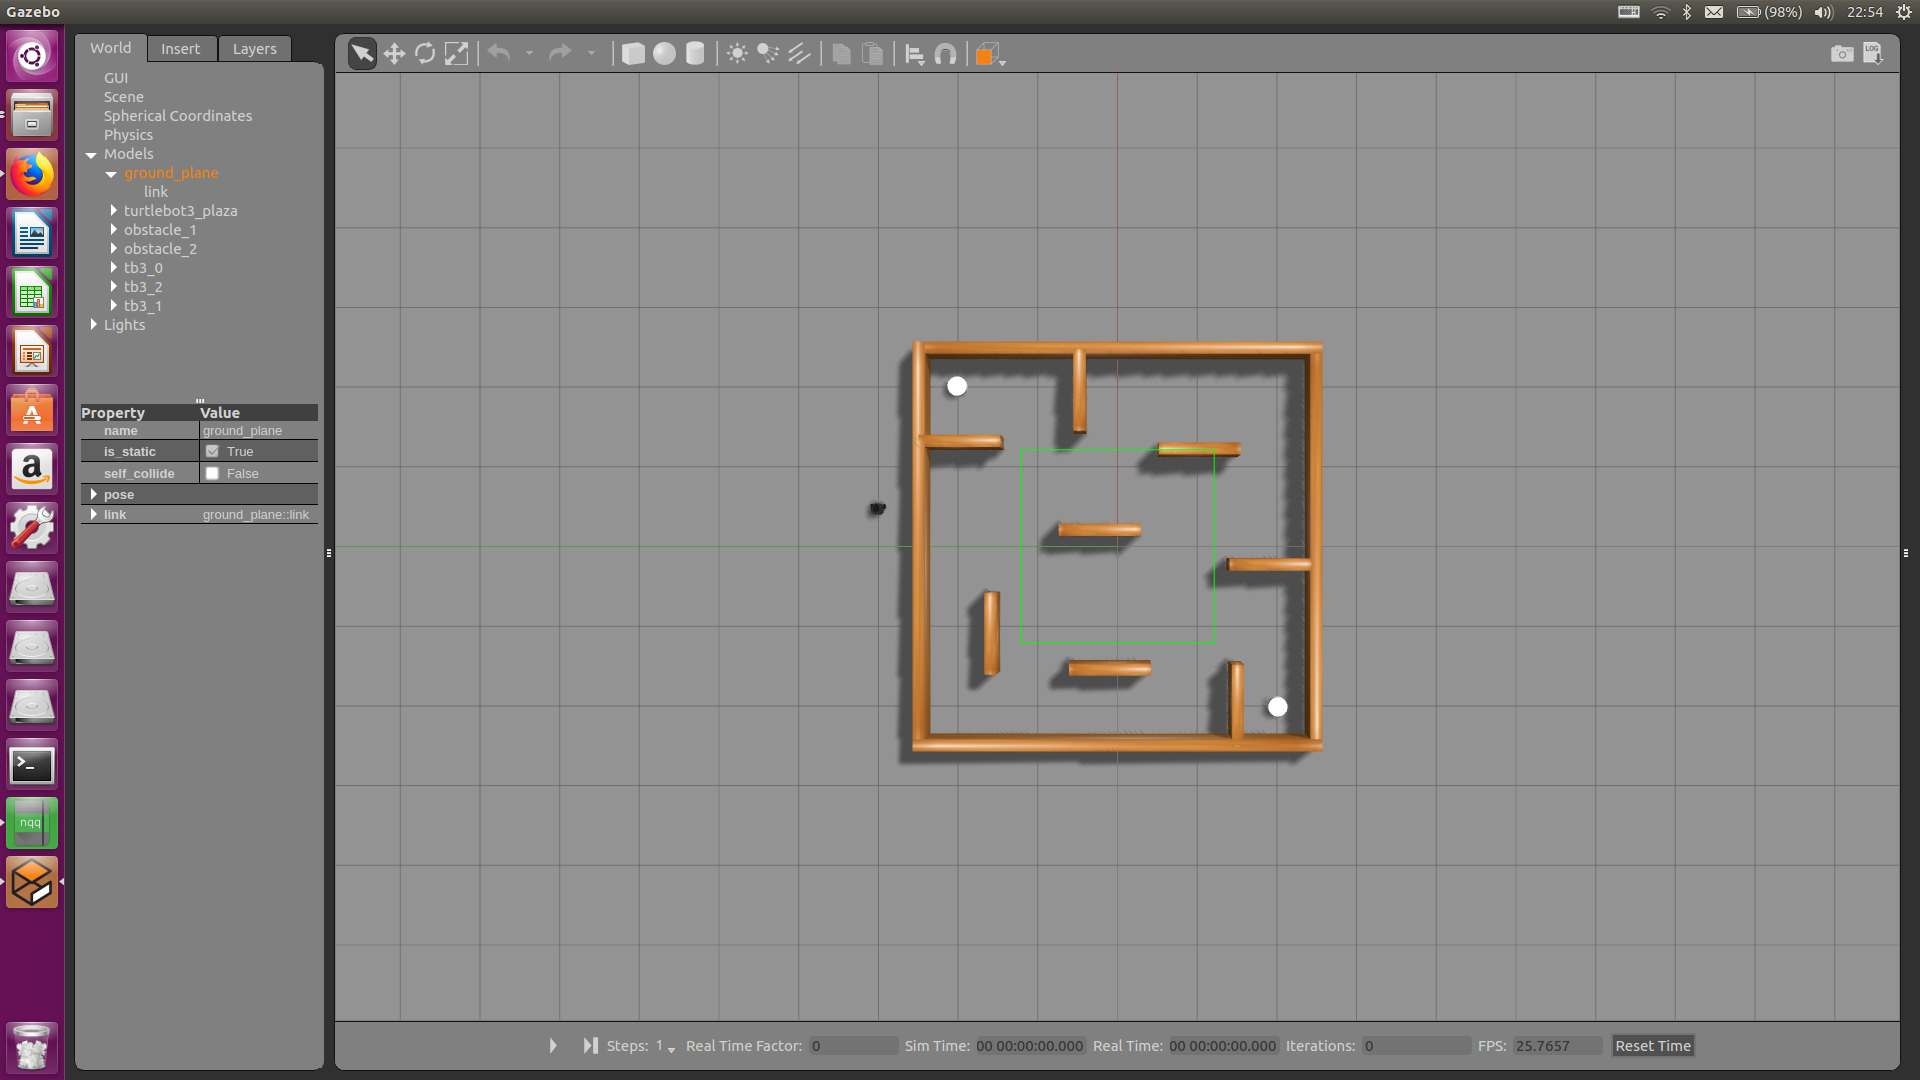 Gazebo
(98%) 22:54
World Insert Layers
LOG
GUI
Scene
Spherical Coordinates
Physics
Models
ground_plane
link
turtlebot3_plaza
obstacle_1
obstacle_2
tb3_0
tb3_2
tb3_1
Lights
Property Value
name ground_plane
is_static True
self_collide False
pose
link ground_plane::link
nqq
Steps: 1 Real Time Factor: 0 Sim Time: 00 00:00:00.000 Real Time: 00 00:00:00.000 Iterations: 0 FPS: 25.7657 Reset Time